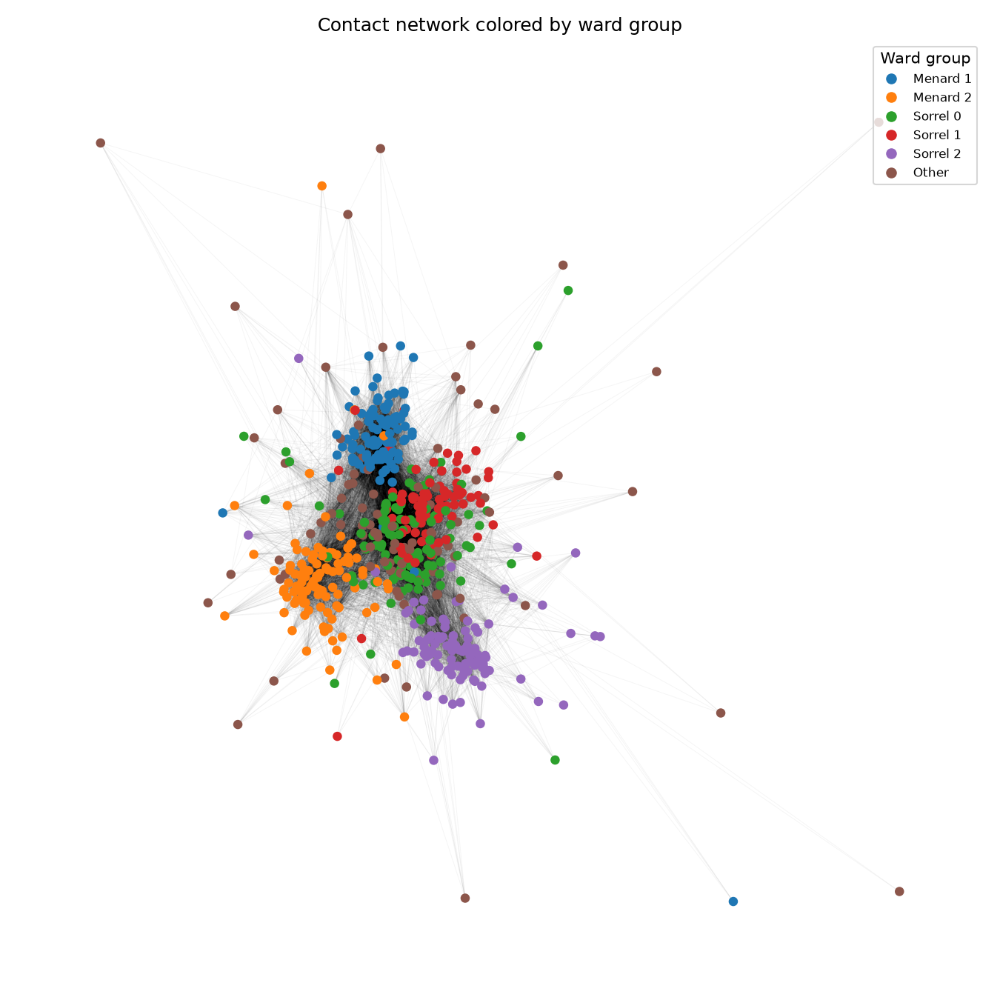 Contact network colored by ward group
Ward group
Menard 1
Menard 2
Sorrel 0
Sorrel 1
Sorrel 2
Other